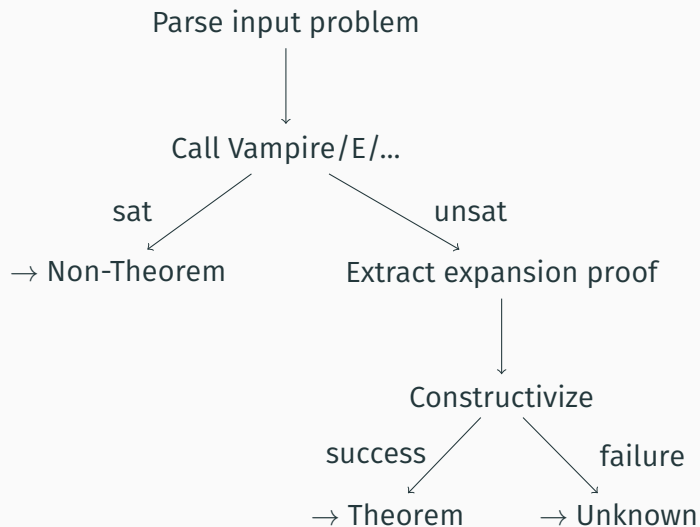 Parse input problem
Call Vampire/E/...
sat
unsat
→ Non-Theorem
Extract expansion proof
Constructivize
success
failure
→ Theorem
→ Unknown